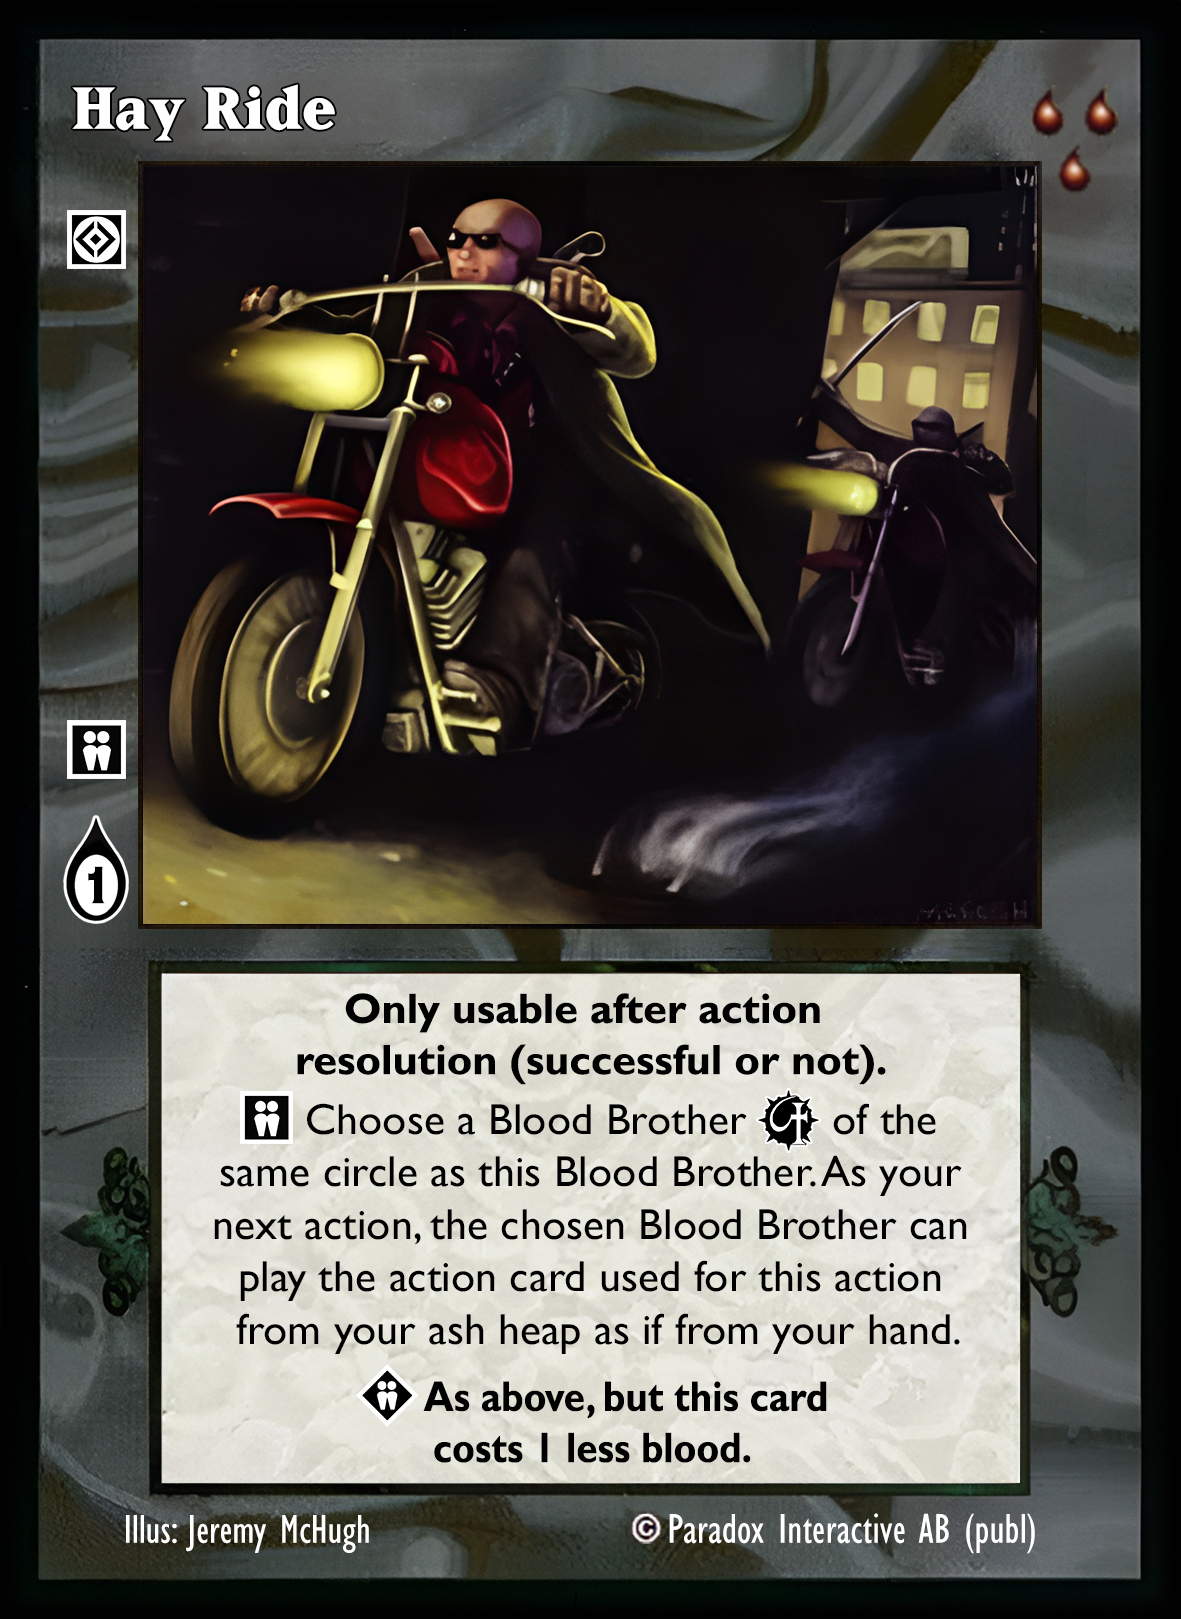 Hay Ride
1
Only usable after action
resolution (successful or not).
Choose a Blood Brother of the
same circle as this Blood Brother. As your
next action, the chosen Blood Brother can
play the action card used for this action
from your ash heap as if from your hand.
As above, but this card
costs 1 less blood.
Illus: Jeremy McHugh
© Paradox Interactive AB (publ)